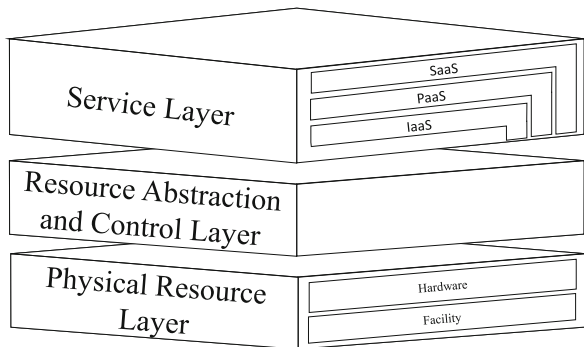 Service Layer
SaaS
PaaS
IaaS
Resource Abstraction
and Control Layer
Physical Resource
Layer
Hardware
Facility